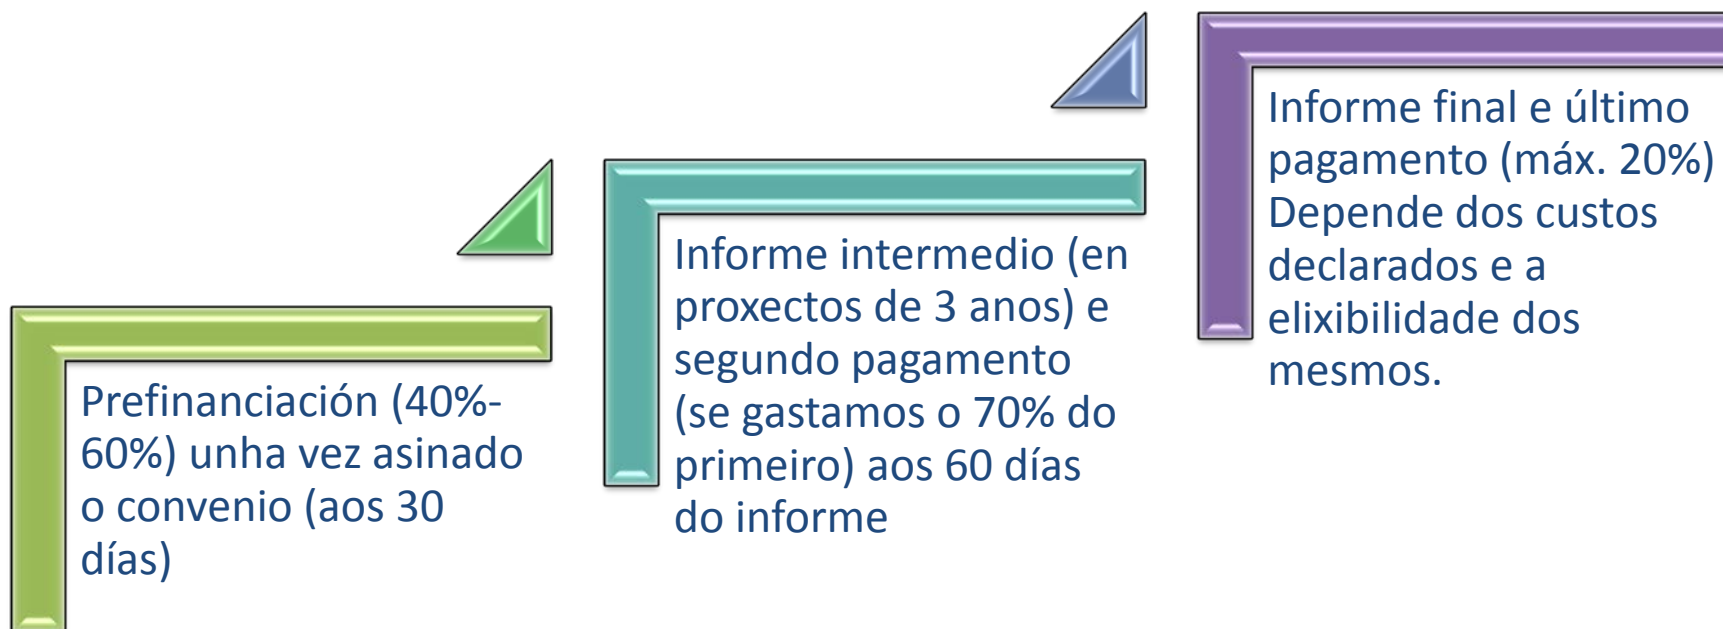 Prefinanciación (40%-
60%) unha vez asinado
o convenio (aos 30
días)
Informe intermedio (en
proxectos de 3 anos) e
segundo pagamento
(se gastamos o 70% do
primeiro) aos 60 días
do informe
Informe final e último
pagamento (máx. 20%)
Depende dos custos
declarados e a
elixibilidade dos
mesmos.